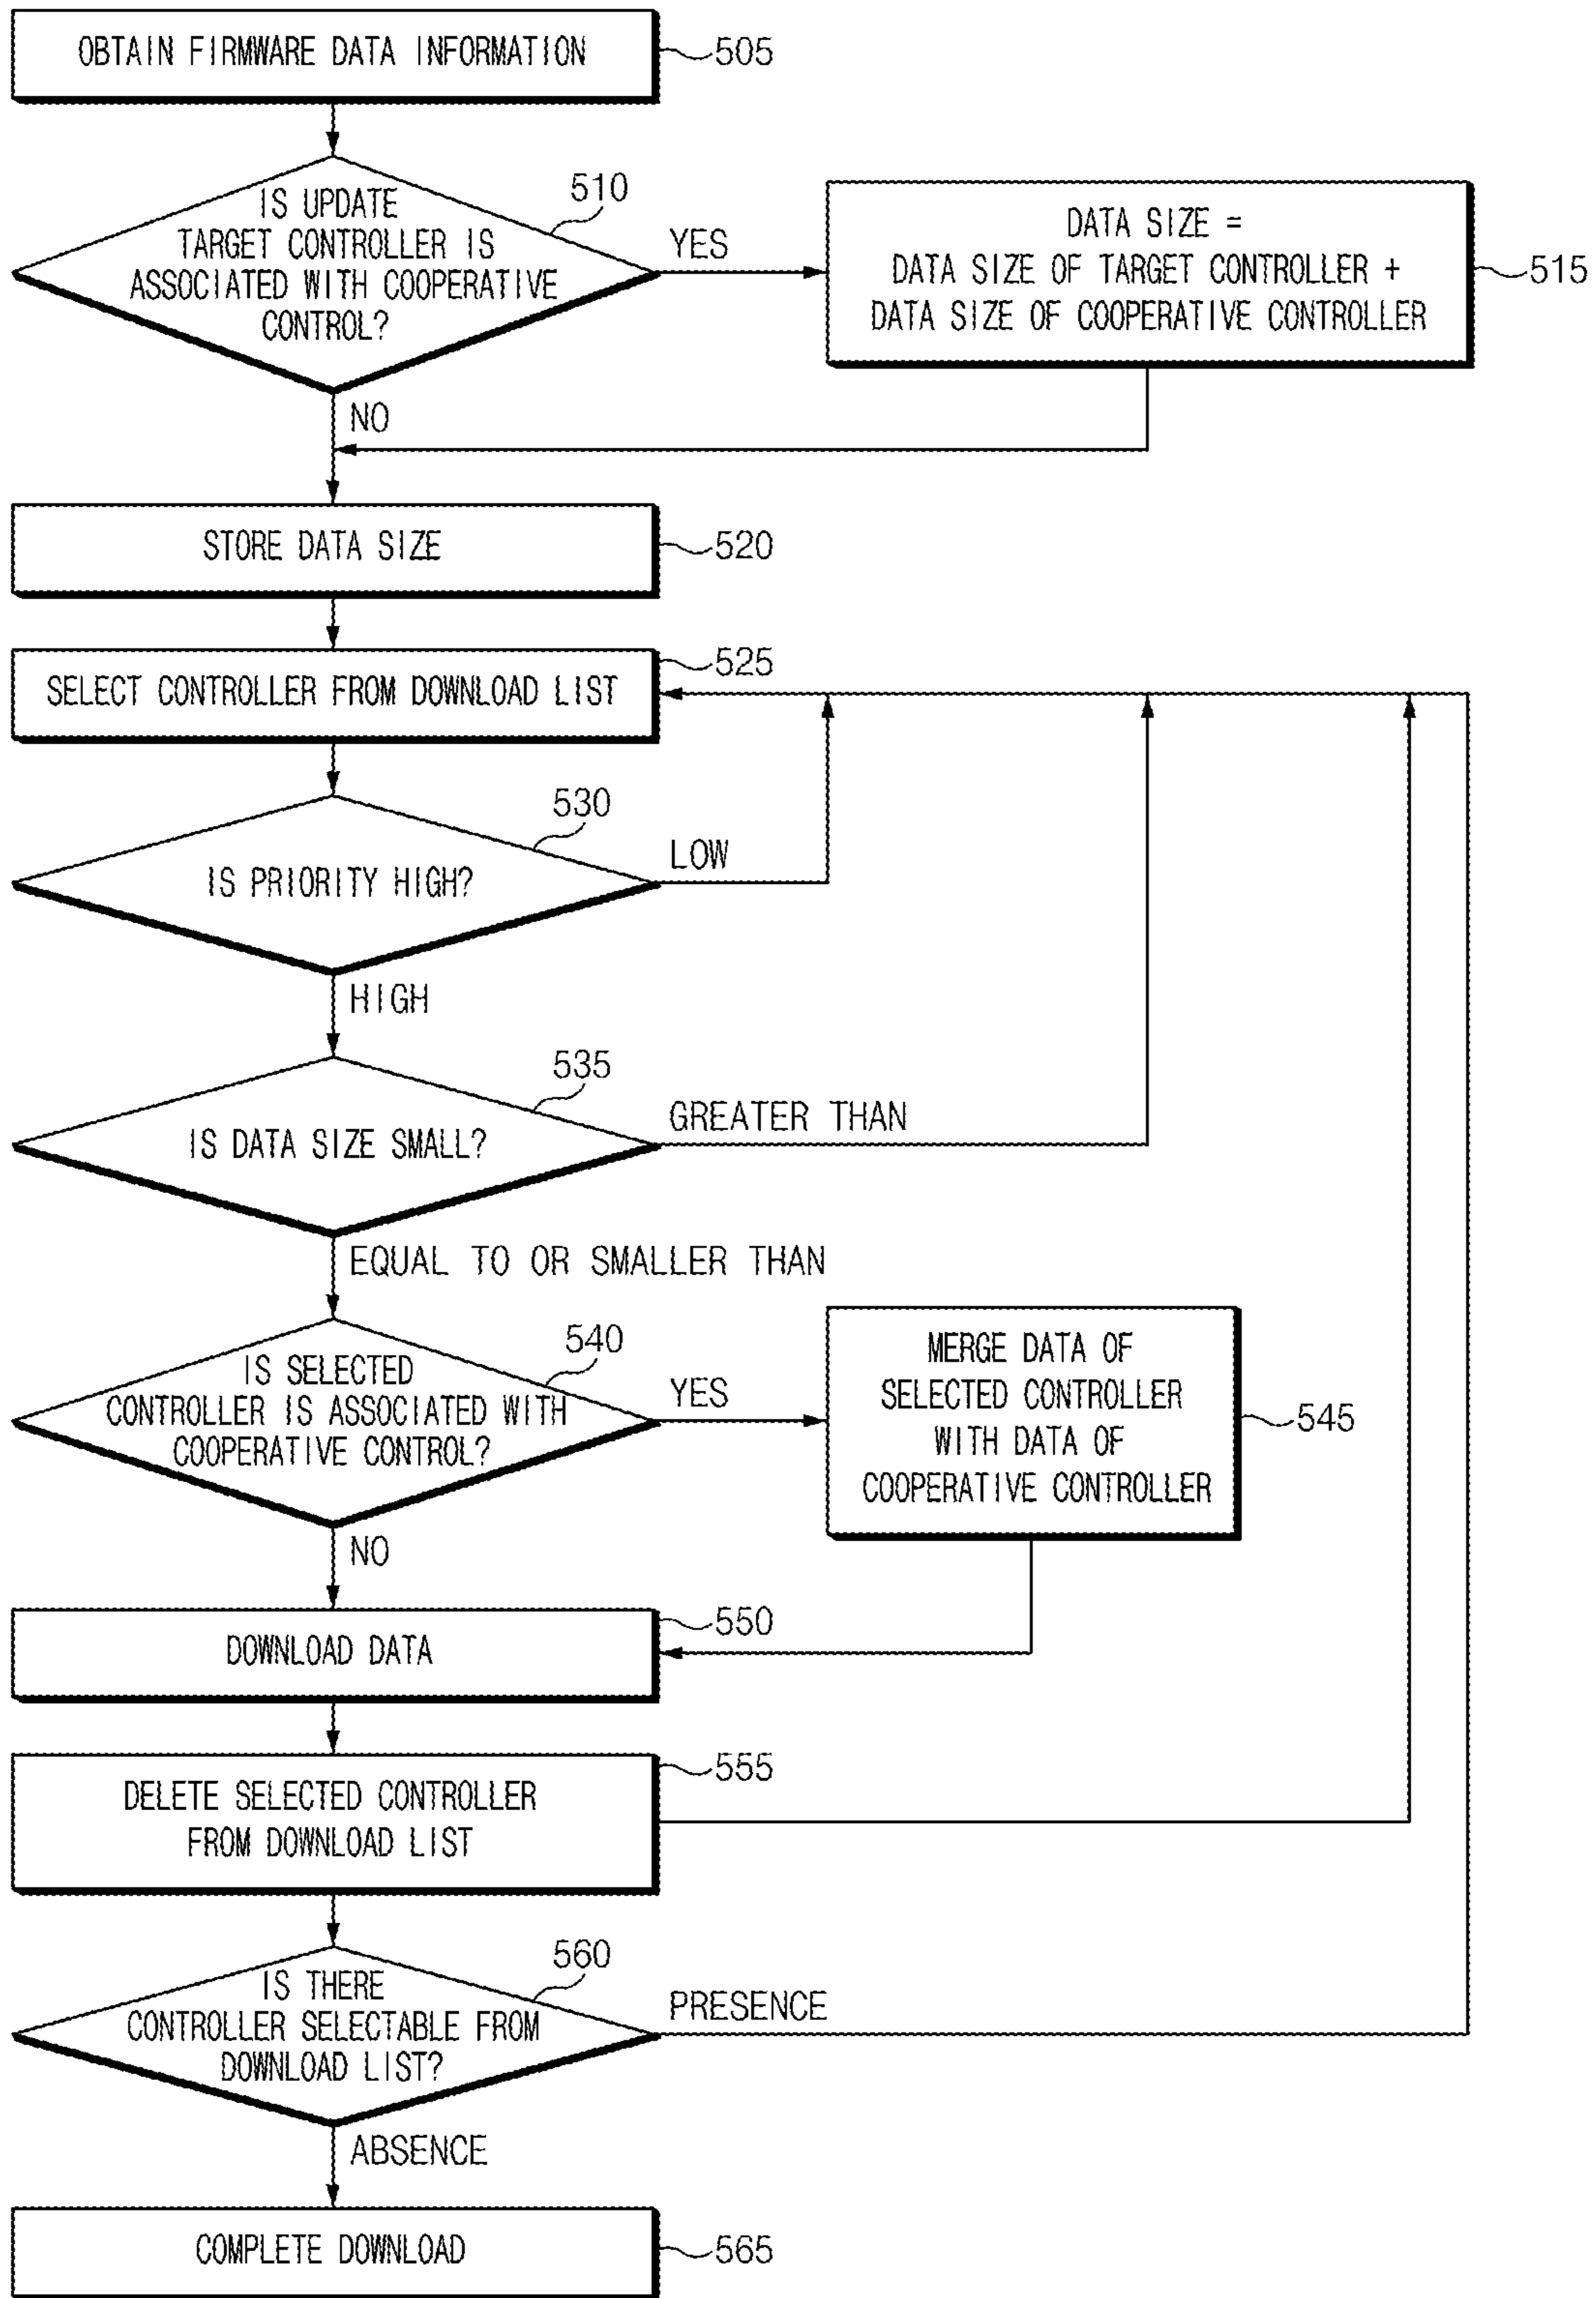 OBTAIN FIRMWARE DATA INFORMATION
505
IS UPDATE
TARGET CONTROLLER IS
ASSOCIATED WITH COOPERATIVE
CONTROL?
510
YES
DATA SIZE =
DATA SIZE OF TARGET CONTROLLER +
DATA SIZE OF COOPERATIVE CONTROLLER
515
NO
STORE DATA SIZE
520
SELECT CONTROLLER FROM DOWNLOAD LIST
525
IS PRIORITY HIGH?
530
LOW
HIGH
IS DATA SIZE SMALL?
535
GREATER THAN
EQUAL TO OR SMALLER THAN
IS SELECTED
CONTROLLER IS ASSOCIATED WITH
COOPERATIVE CONTROL?
540
YES
MERGE DATA OF
SELECTED CONTROLLER
WITH DATA OF
COOPERATIVE CONTROLLER
545
NO
DOWNLOAD DATA
550
DELETE SELECTED CONTROLLER
FROM DOWNLOAD LIST
555
IS THERE
CONTROLLER SELECTABLE FROM
DOWNLOAD LIST?
560
PRESENCE
ABSENCE
COMPLETE DOWNLOAD
565